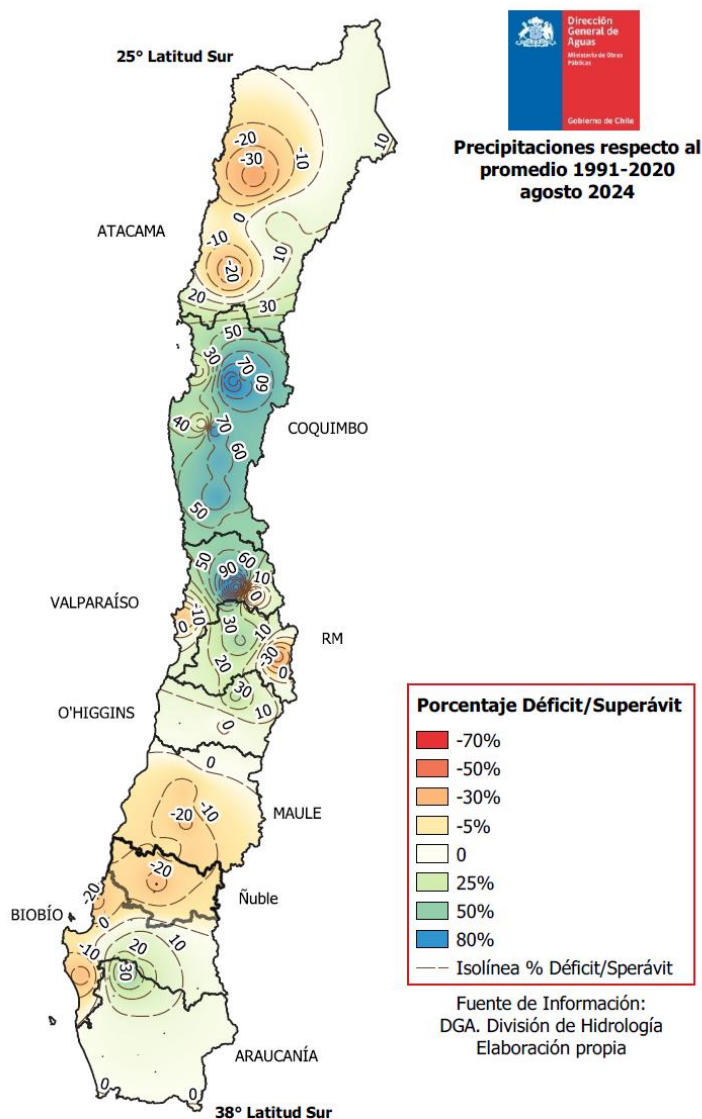 Dirección
General de
Aguas
Ministerio de Obras
Públicas
Gobierno de Chile
25° Latitud Sur
Precipitaciones respecto al
promedio 1991-2020
agosto 2024
-20
-30
-10
10
ATACAMA
0
-10
10
-20
20
30
50
30
70
60
40
70
COQUIMBO
60
50
50
60
90
10
0
VALPARAÍSO
-10
0
30
10
RM
-30
20
0
30
O'HIGGINS
10
0
0
-10
-20
MAULE
-20
-20
Ñuble
BIOBÍO
0
10
-10
20
30
ARAUCANÍA
0
0
38° Latitud Sur
Porcentaje Déficit/Superávit
-70%
-50%
-30%
-5%
0
25%
50%
80%
Isolínea % Déficit/Sperávit
Fuente de Información:
DGA. División de Hidrología
Elaboración propia